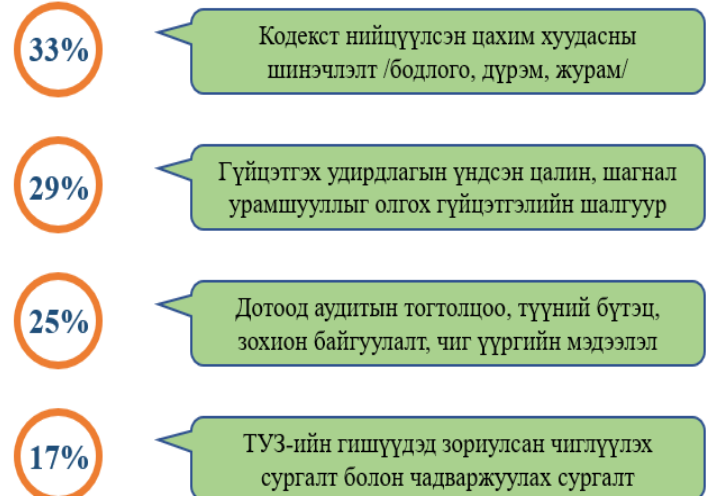 33%
Кодекст нийцүүлсэн цахим хуудасны
шинэчлэлт /бодлого, дүрэм, журам/
29%
Гүйцэтгэх удирдлагын үндсэн цалин, шагнал
урамшууллыг олгох гүйцэтгэлийн шалгуур
25%
Дотоод аудитын тогтолцоо, түүний бүтэц,
зохион байгуулалт, чиг үүргийн мэдээлэл
17%
ТУЗ-ийн гишүүдэд зориулсан чиглүүлэх
сургалт болон чадваржуулах сургалт